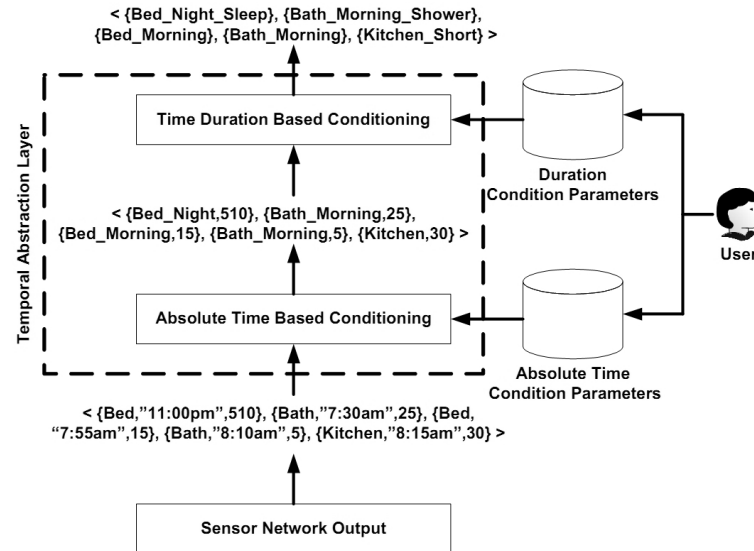 < {Bed_Night_Sleep}, {Bath_Morning_Shower},
{Bed_Morning}, {Bath_Morning}, {Kitchen_Short} >
Temporal Abstraction Layer
Time Duration Based Conditioning
Duration
Condition Parameters
< {Bed_Night,510}, {Bath_Morning,25},
{Bed_Morning,15}, {Bath_Morning,5}, {Kitchen,30} >
User
Absolute Time Based Conditioning
Absolute Time
Condition Parameters
< {Bed,”11:00pm”,510}, {Bath,”7:30am”,25}, {Bed,
“7:55am”,15}, {Bath,”8:10am”,5}, {Kitchen,”8:15am”,30} >
Sensor Network Output